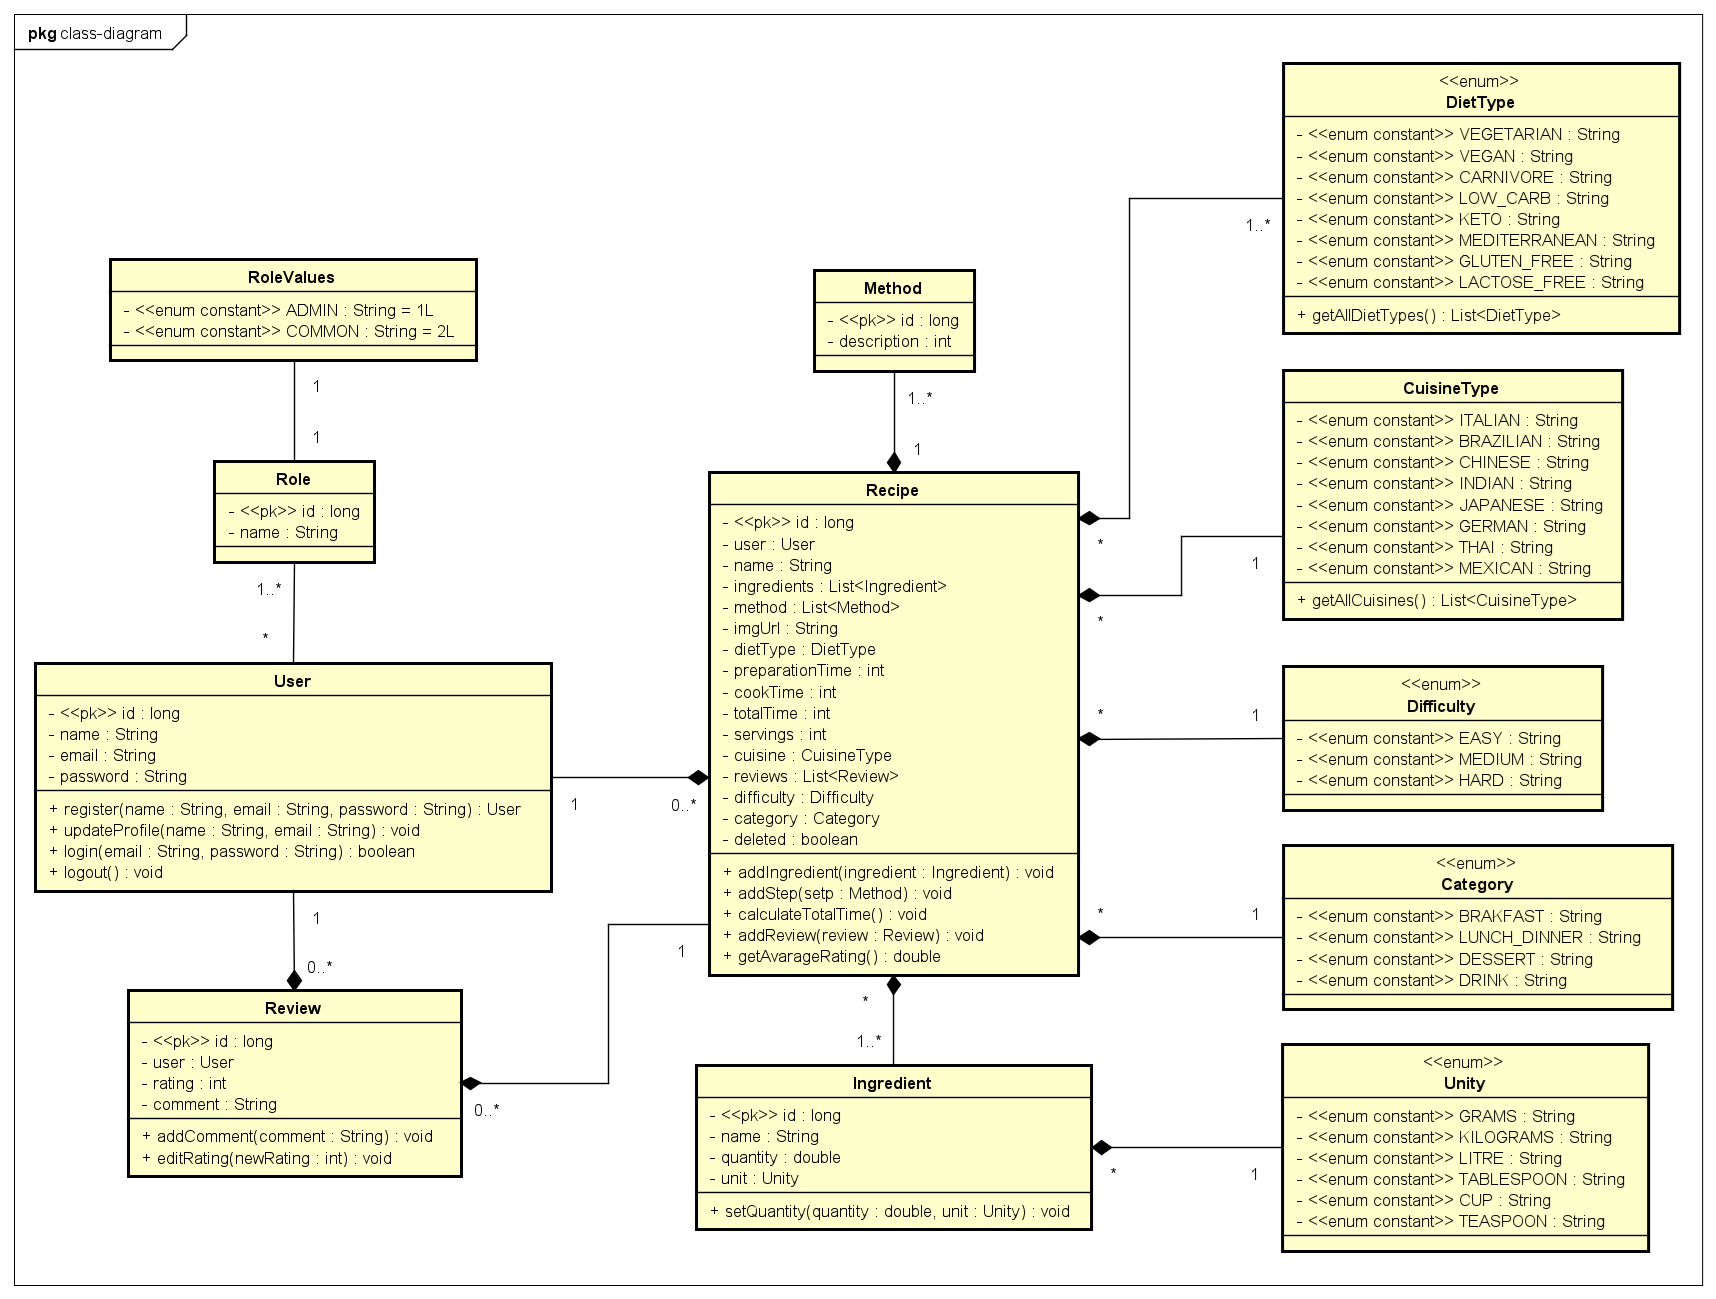 pkg class-diagram
<<enum>>
DietType
- <<enum constant>> VEGETARIAN : String
- <<enum constant>> VEGAN : String
- <<enum constant>> CARNIVORE : String
- <<enum constant>> LOW_CARB : String
- <<enum constant>> KETO : String
- <<enum constant>> MEDITERRANEAN : String
- <<enum constant>> GLUTEN_FREE : String
- <<enum constant>> LACTOSE_FREE : String
+ getAllDietTypes() : List<DietType>
1..*
RoleValues
- <<enum constant>> ADMIN : String = 1L
- <<enum constant>> COMMON : String = 2L
1
1
Method
- <<pk>> id : long
- description : int
1..*
1
CuisineType
- <<enum constant>> ITALIAN : String
- <<enum constant>> BRAZILIAN : String
- <<enum constant>> CHINESE : String
- <<enum constant>> INDIAN : String
- <<enum constant>> JAPANESE : String
- <<enum constant>> GERMAN : String
- <<enum constant>> THAI : String
- <<enum constant>> MEXICAN : String
+ getAllCuisines() : List<CuisineType>
1
Role
- <<pk>> id : long
- name : String
1..*
*
Recipe
- <<pk>> id : long
- user : User
- name : String
- ingredients : List<Ingredient>
- method : List<Method>
- imgUrl : String
- dietType : DietType
- preparationTime : int
- cookTime : int
- totalTime : int
- servings : int
- cuisine : CuisineType
- reviews : List<Review>
- difficulty : Difficulty
- category : Category
- deleted : boolean
+ addIngredient(ingredient : Ingredient) : void
+ addStep(setp : Method) : void
+ calculateTotalTime() : void
+ addReview(review : Review) : void
+ getAvarageRating() : double
*
*
*
1
*
1
<<enum>>
Difficulty
- <<enum constant>> EASY : String
- <<enum constant>> MEDIUM : String
- <<enum constant>> HARD : String
User
- <<pk>> id : long
- name : String
- email : String
- password : String
+ register(name : String, email : String, password : String) : User
+ updateProfile(name : String, email : String) : void
+ login(email : String, password : String) : boolean
+ logout() : void
1
0..*
1
0..*
1
<<enum>>
Category
- <<enum constant>> BRAKFAST : String
- <<enum constant>> LUNCH_DINNER : String
- <<enum constant>> DESSERT : String
- <<enum constant>> DRINK : String
Review
- <<pk>> id : long
- user : User
- rating : int
- comment : String
+ addComment(comment : String) : void
+ editRating(newRating : int) : void
0..*
*
1..*
Ingredient
- <<pk>> id : long
- name : String
- quantity : double
- unit : Unity
+ setQuantity(quantity : double, unit : Unity) : void
*
1
<<enum>>
Unity
- <<enum constant>> GRAMS : String
- <<enum constant>> KILOGRAMS : String
- <<enum constant>> LITRE : String
- <<enum constant>> TABLESPOON : String
- <<enum constant>> CUP : String
- <<enum constant>> TEASPOON : String